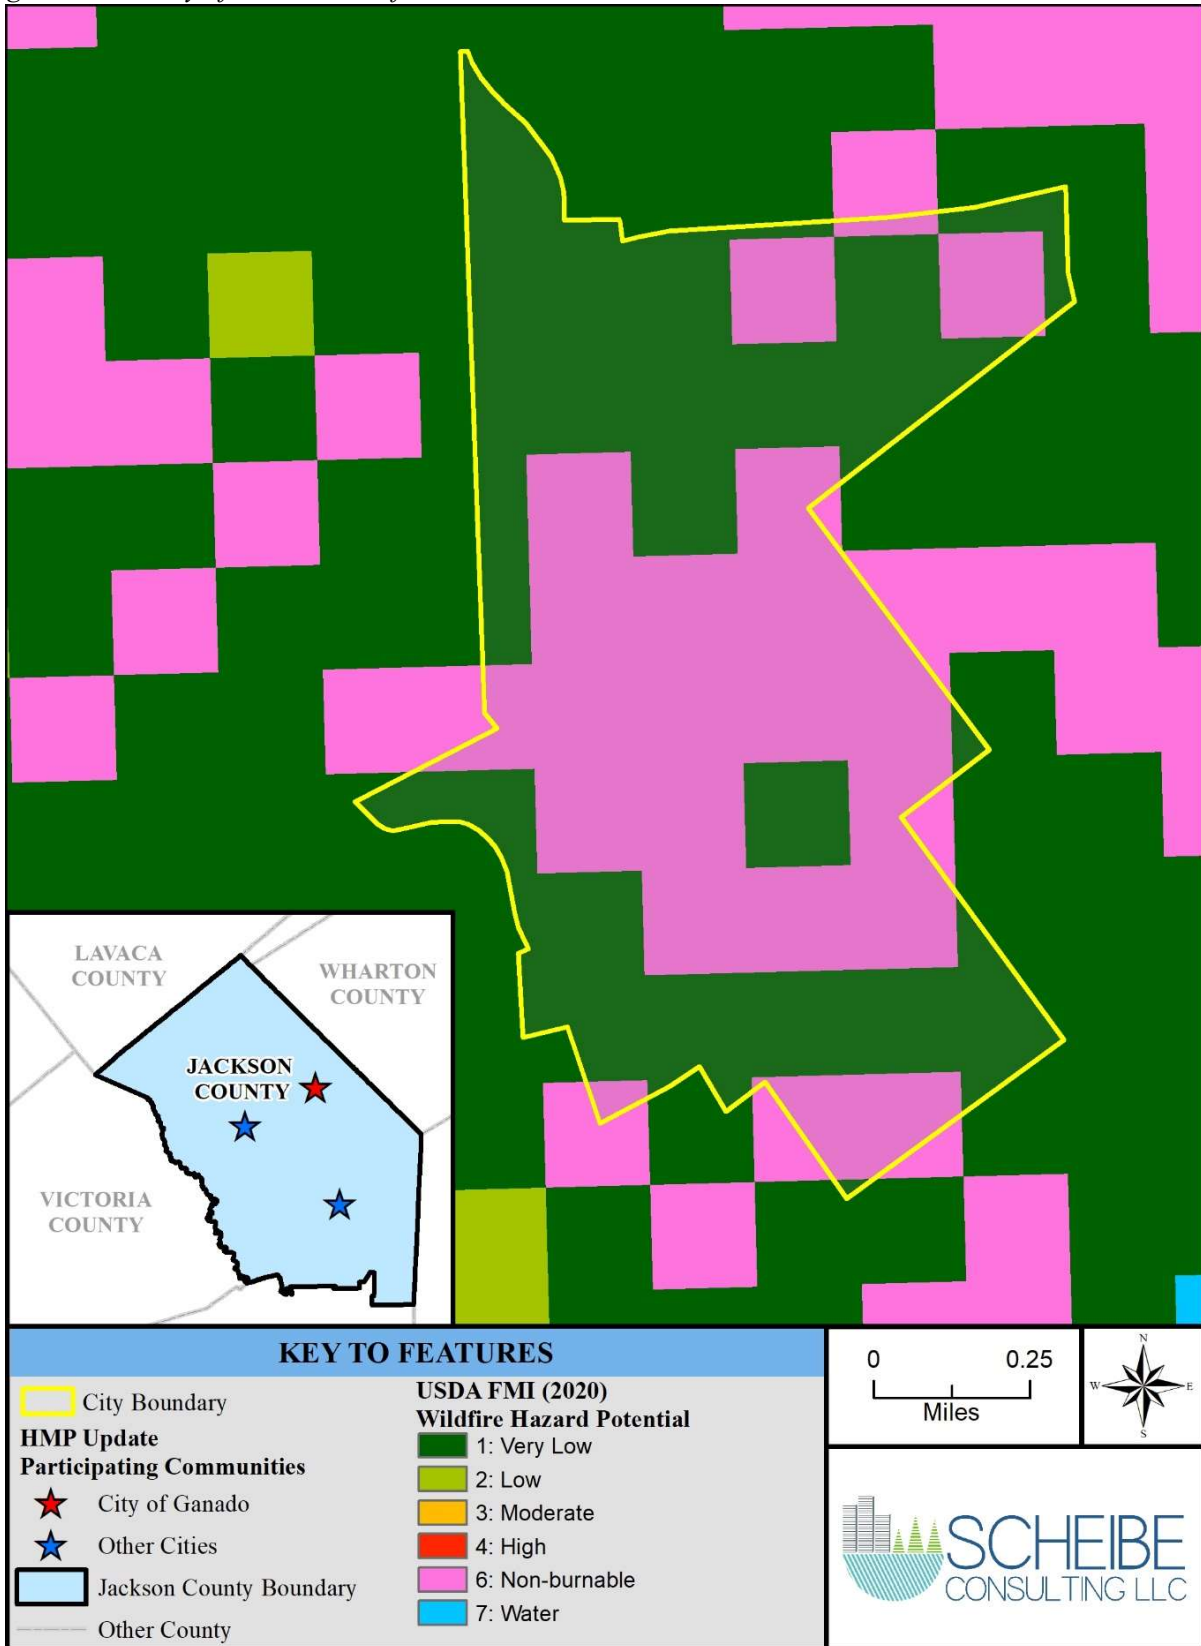 LAVACA
COUNTY
WHARTON
COUNTY
JACKSON
COUNTY
VICTORIA
COUNTY
KEY TO FEATURES
City Boundary
HMP Update
Participating Communities
City of Ganado
Other Cities
Jackson County Boundary
Other County
USDA FMI (2020)
Wildfire Hazard Potential
1: Very Low
2: Low
3: Moderate
4: High
6: Non-burnable
7: Water
0 0.25
Miles
N
W E
S
SCHEIBE
CONSULTING LLC